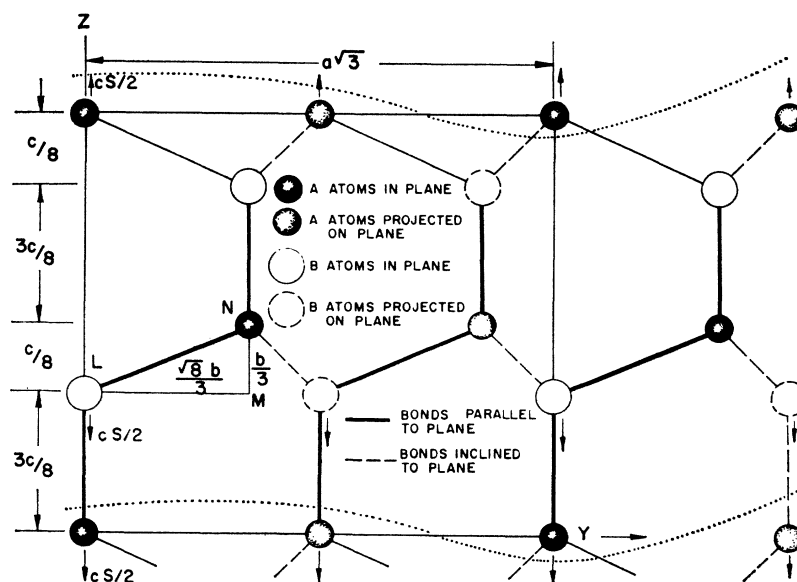 Z
a√3
cS/2
c/8
A ATOMS IN PLANE
A ATOMS PROJECTED
ON PLANE
3c/8
B ATOMS IN PLANE
B ATOMS PROJECTED
ON PLANE
N
c/8
L
√8 b
3
b
3
M
cS/2
BONDS PARALLEL
TO PLANE
3c/8
BONDS INCLINED
TO PLANE
Y
cS/2